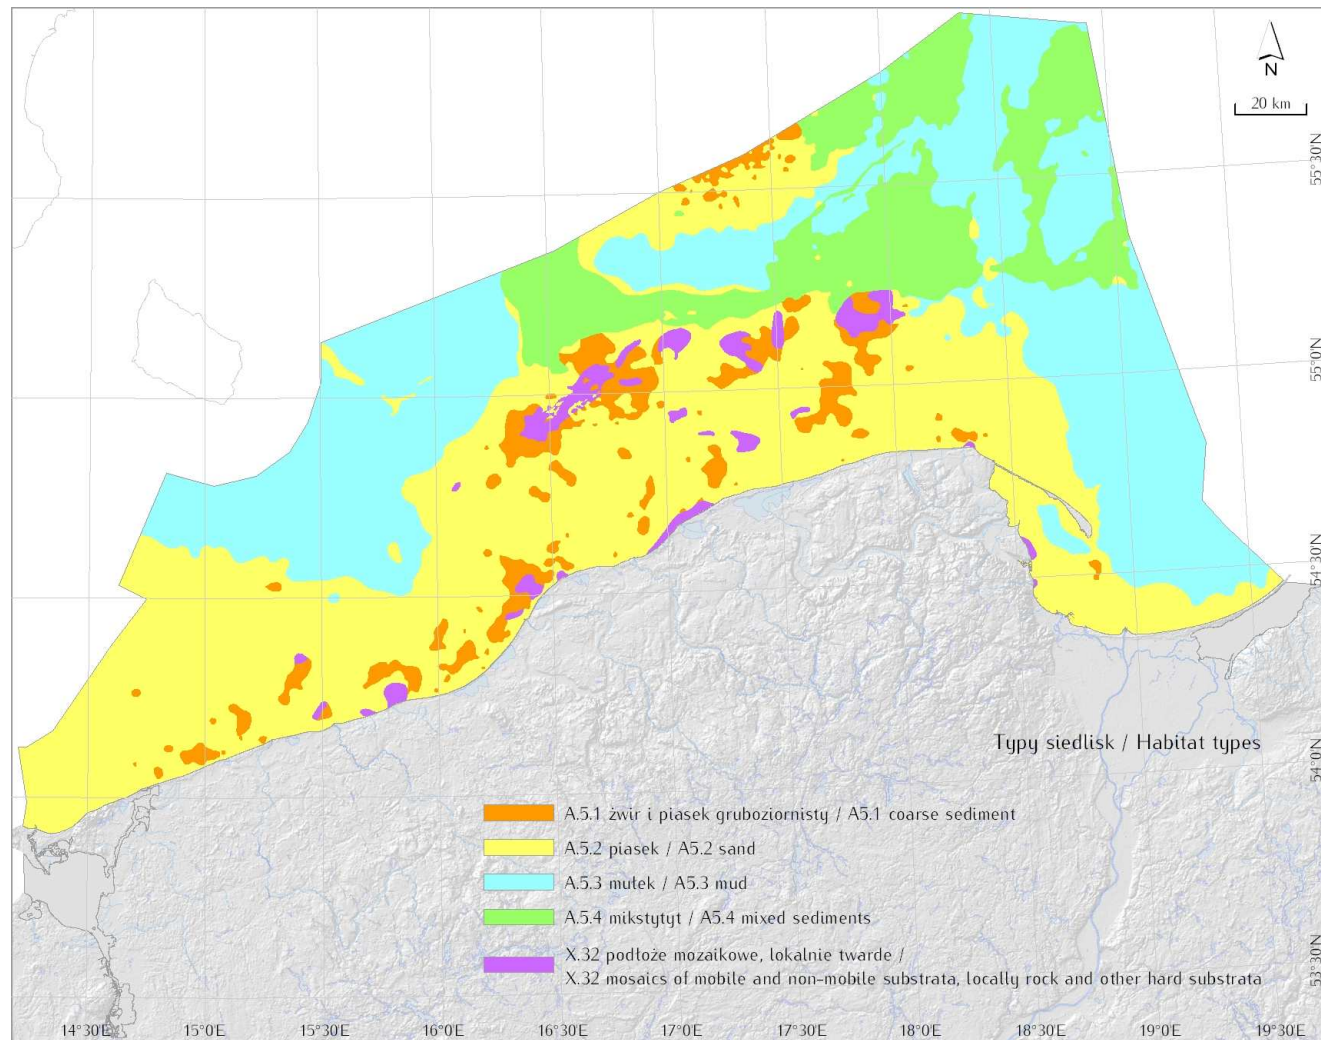 N
20 km
55°30'N
55°0'N
54°30'N
Typy siedlisk / Habitat types
54°0'N
A.5.1 żwir i piasek gruboziornisty / A5.1 coarse sediment
A.5.2 piasek / A5.2 sand
A.5.3 mułek / A5.3 mud
A.5.4 mikstytyt / A5.4 mixed sediments
X.32 podłoże mozaikowe, lokalnie twarde /
X.32 mosaics of mobile and non-mobile substrata, locally rock and other hard substrata
53°30'N
14°30'E 15°0'E 15°30'E 16°0'E 16°30'E 17°0'E 17°30'E 18°0'E 18°30'E 19°0'E 19°30'E